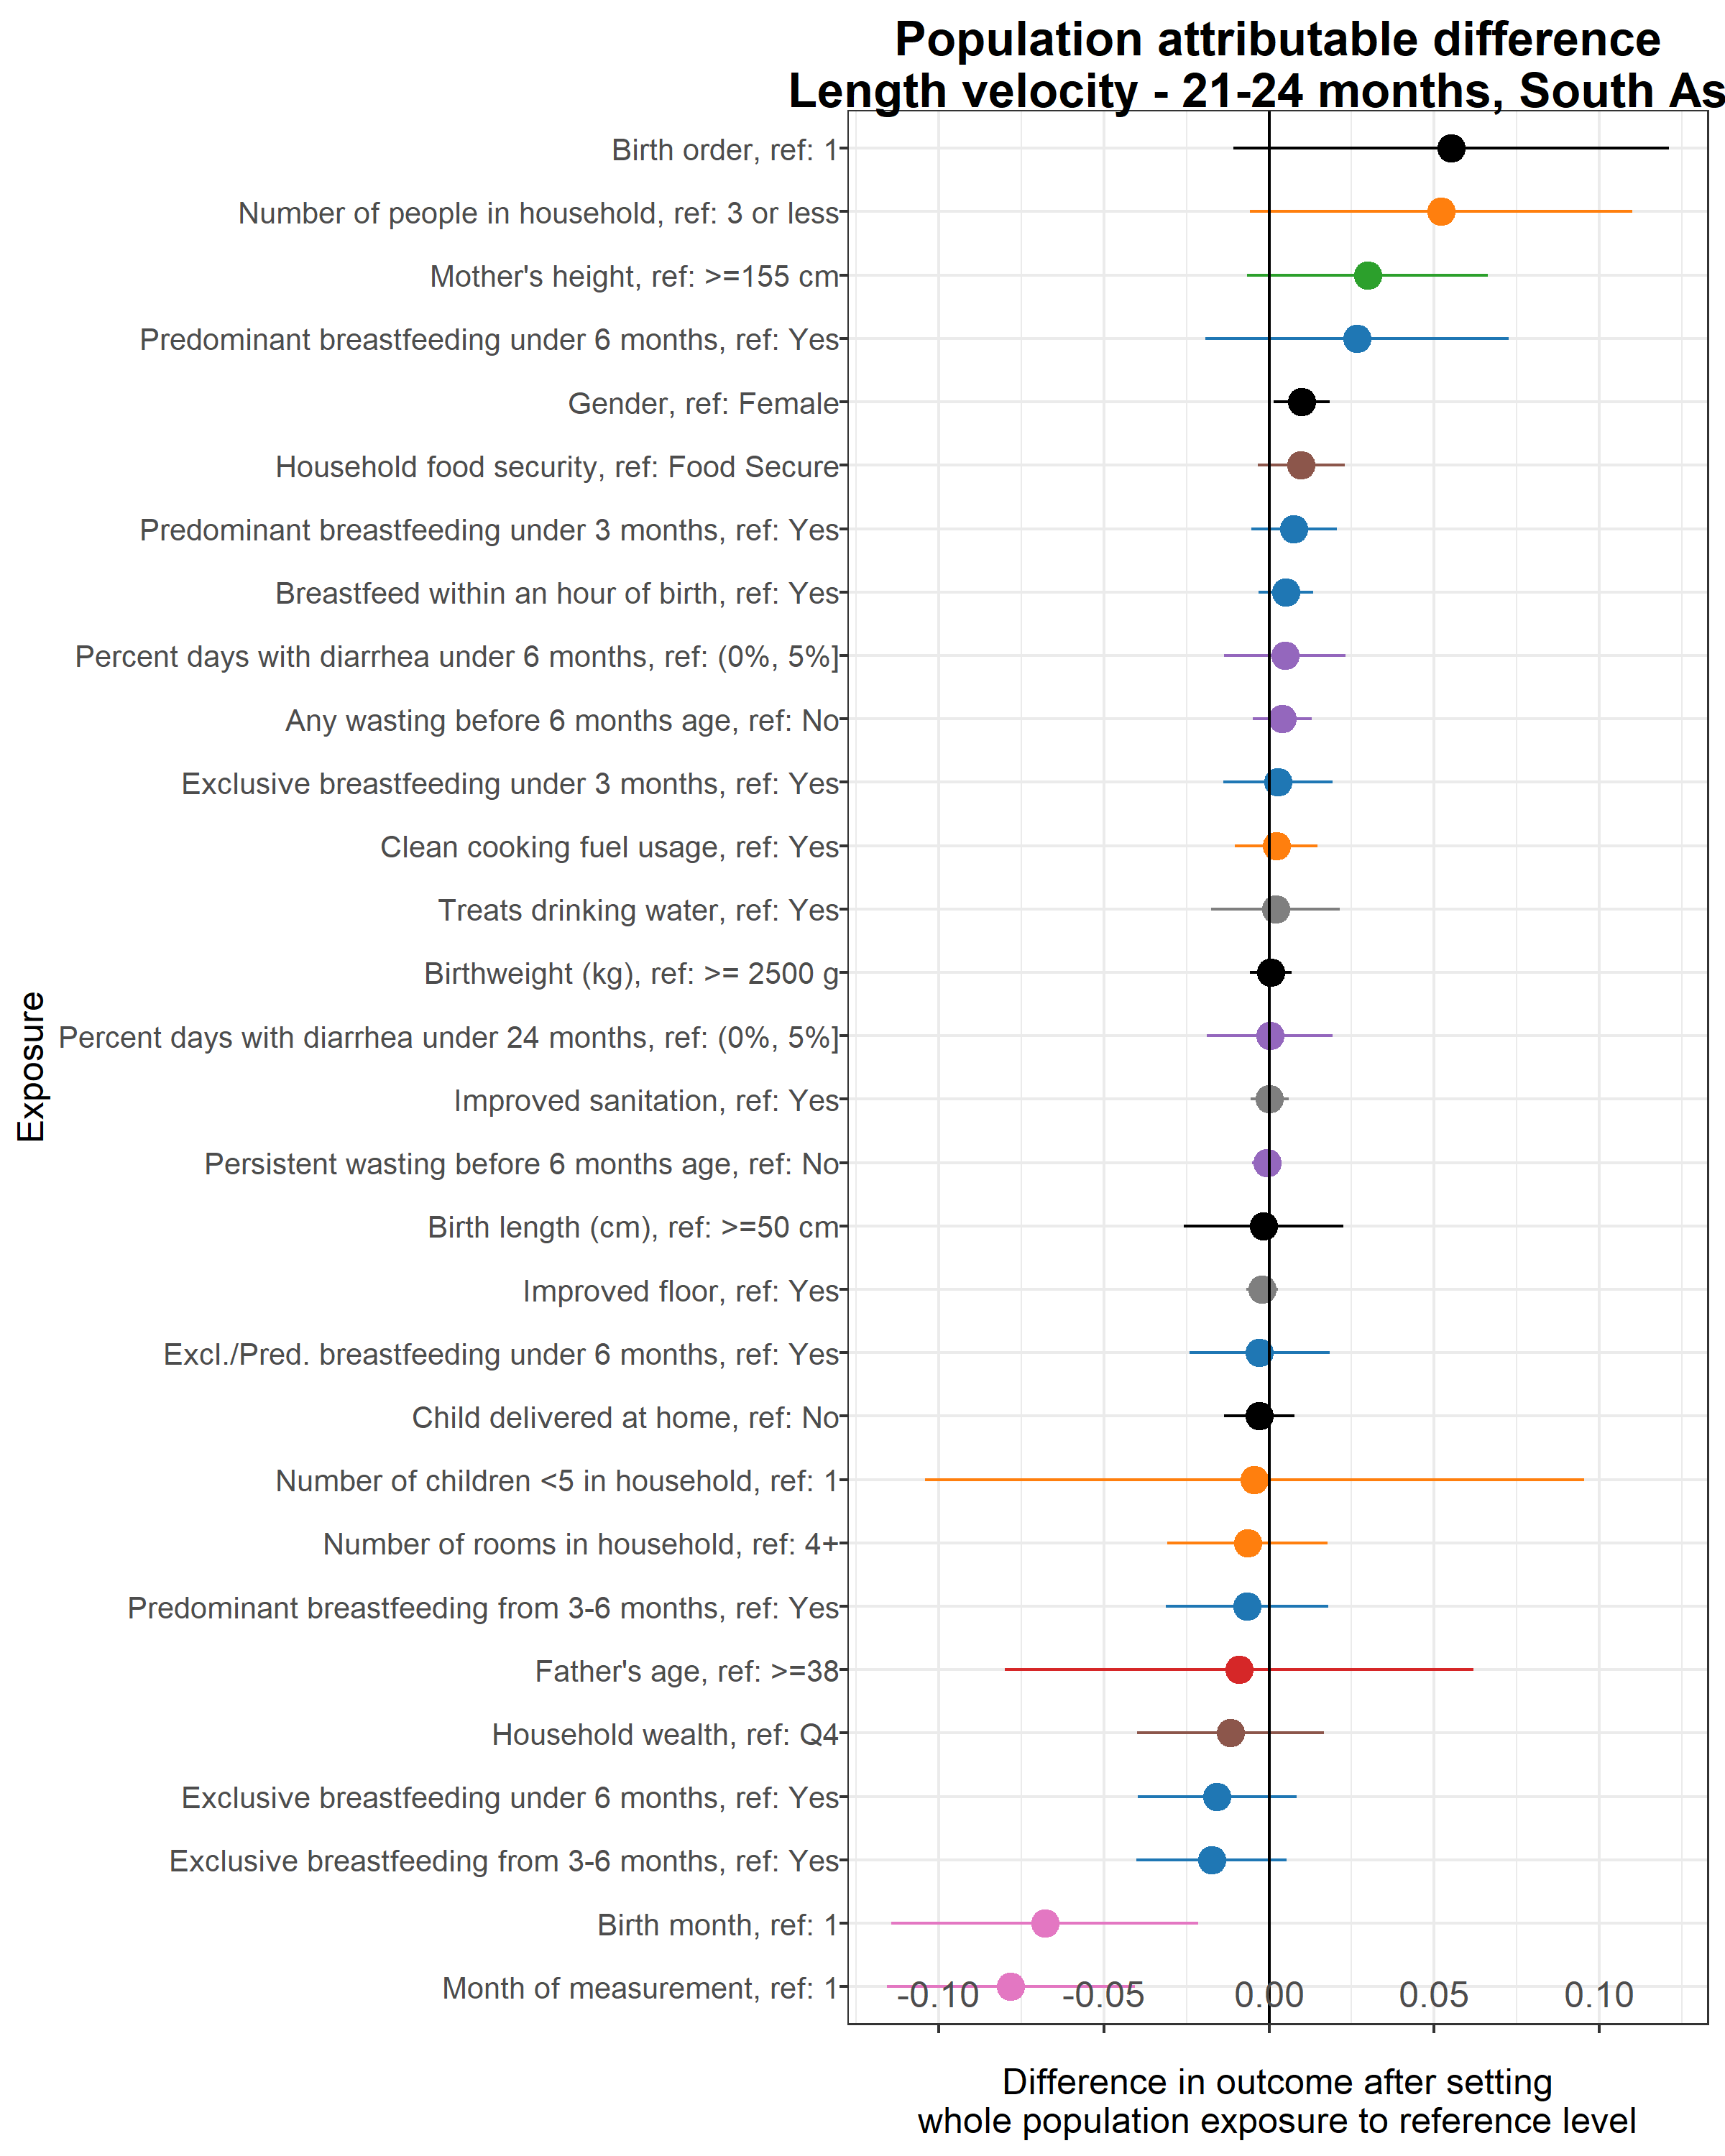 Population attributable difference
Length velocity - 21-24 months, South As
Birth order, ref: 1
Number of people in household, ref: 3 or less
Mother's height, ref: >=155 cm
Predominant breastfeeding under 6 months, ref: Yes
Gender, ref: Female
Household food security, ref: Food Secure
Predominant breastfeeding under 3 months, ref: Yes
Breastfeed within an hour of birth, ref: Yes
Percent days with diarrhea under 6 months, ref: (0%, 5%]
Any wasting before 6 months age, ref: No
Exclusive breastfeeding under 3 months, ref: Yes
Clean cooking fuel usage, ref: Yes
Treats drinking water, ref: Yes
Birthweight (kg), ref: >= 2500 g
Exposure
Percent days with diarrhea under 24 months, ref: (0%, 5%]
Improved sanitation, ref: Yes
Persistent wasting before 6 months age, ref: No
Birth length (cm), ref: >=50 cm
Improved floor, ref: Yes
Excl./Pred. breastfeeding under 6 months, ref: Yes
Child delivered at home, ref: No
Number of children <5 in household, ref: 1
Number of rooms in household, ref: 4+
Predominant breastfeeding from 3-6 months, ref: Yes
Father's age, ref: >=38
Household wealth, ref: Q4
Exclusive breastfeeding under 6 months, ref: Yes
Exclusive breastfeeding from 3-6 months, ref: Yes
Birth month, ref: 1
Month of measurement, ref: 1
-0.10 -0.05 0.00 0.05 0.10
Difference in outcome after setting
whole population exposure to reference level